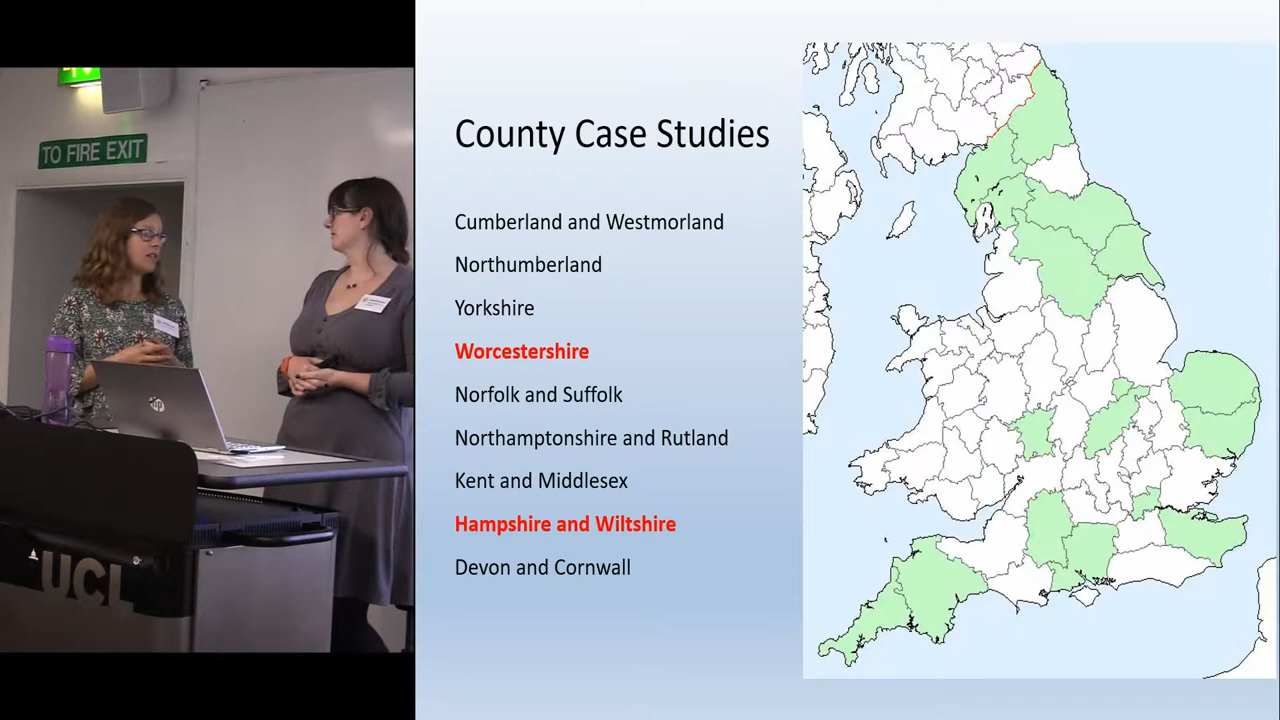 TO FIRE EXIT
hp
UCL
County Case Studies
Cumberland and Westmorland
Northumberland
Yorkshire
Worcestershire
Norfolk and Suffolk
Northamptonshire and Rutland
Kent and Middlesex
Hampshire and Wiltshire
Devon and Cornwall